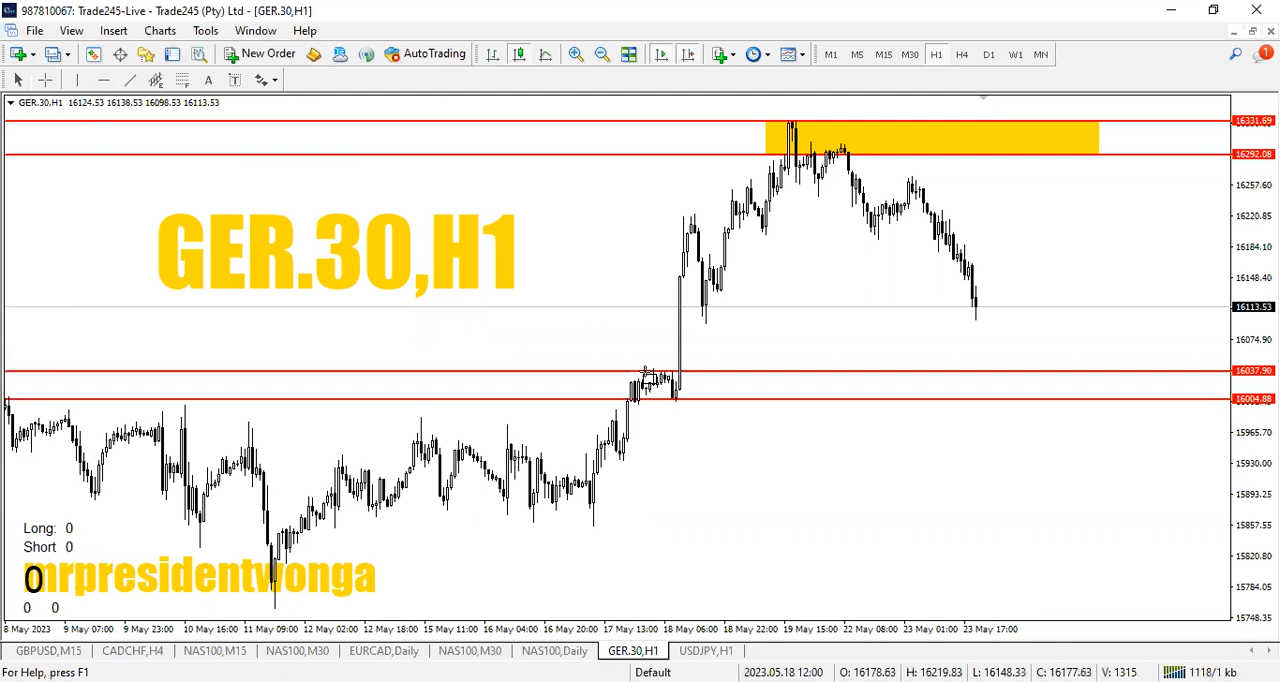 987810067: Trade245-Live - Trade245 (Pty) Ltd - [GER.30,H1]
File View Insert Charts Tools Window Help
New Order AutoTrading M1 M5 M15 M30 H1 H4 D1 W1 MN 1
A T
GER.30,H1 16124.53 16138.53 16098.53 16113.53
16331.69
16292.08
16257.60
16220.85
16184.10
16148.40
16113.53
16074.90
16037.90
16004.88
15965.70
15930.00
15893.25
15857.55
15820.80
15784.05
15748.35
GER.30,H1
Long: 0
Short 0
0
mrpresidentwonga
0 0
8 May 2023 9 May 07:00 9 May 23:00 10 May 16:00 11 May 09:00 12 May 02:00 12 May 18:00 15 May 11:00 16 May 04:00 16 May 20:00 17 May 13:00 18 May 06:00 18 May 22:00 19 May 15:00 22 May 08:00 23 May 01:00 23 May 17:00
GBPUSD,M15 CADCHF,H4 NAS100,M15 NAS100,M30 EURCAD,Daily NAS100,M30 NAS100,Daily GER.30,H1 USDJPY,H1
For Help, press F1 Default 2023.05.18 12:00 O: 16178.63 H: 16219.83 L: 16148.33 C: 16177.63 V: 1315 1118/1 kb